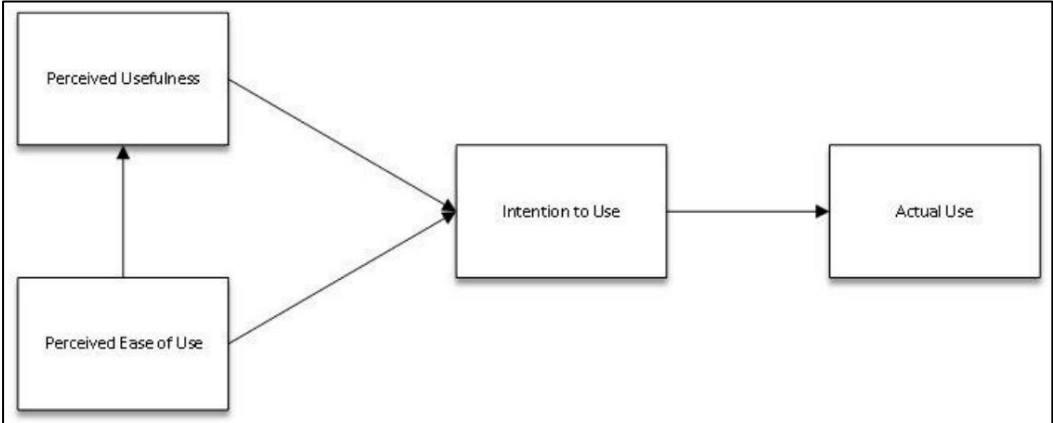 Perceived Usefulness
Intention to Use
Actual Use
Perceived Ease of Use